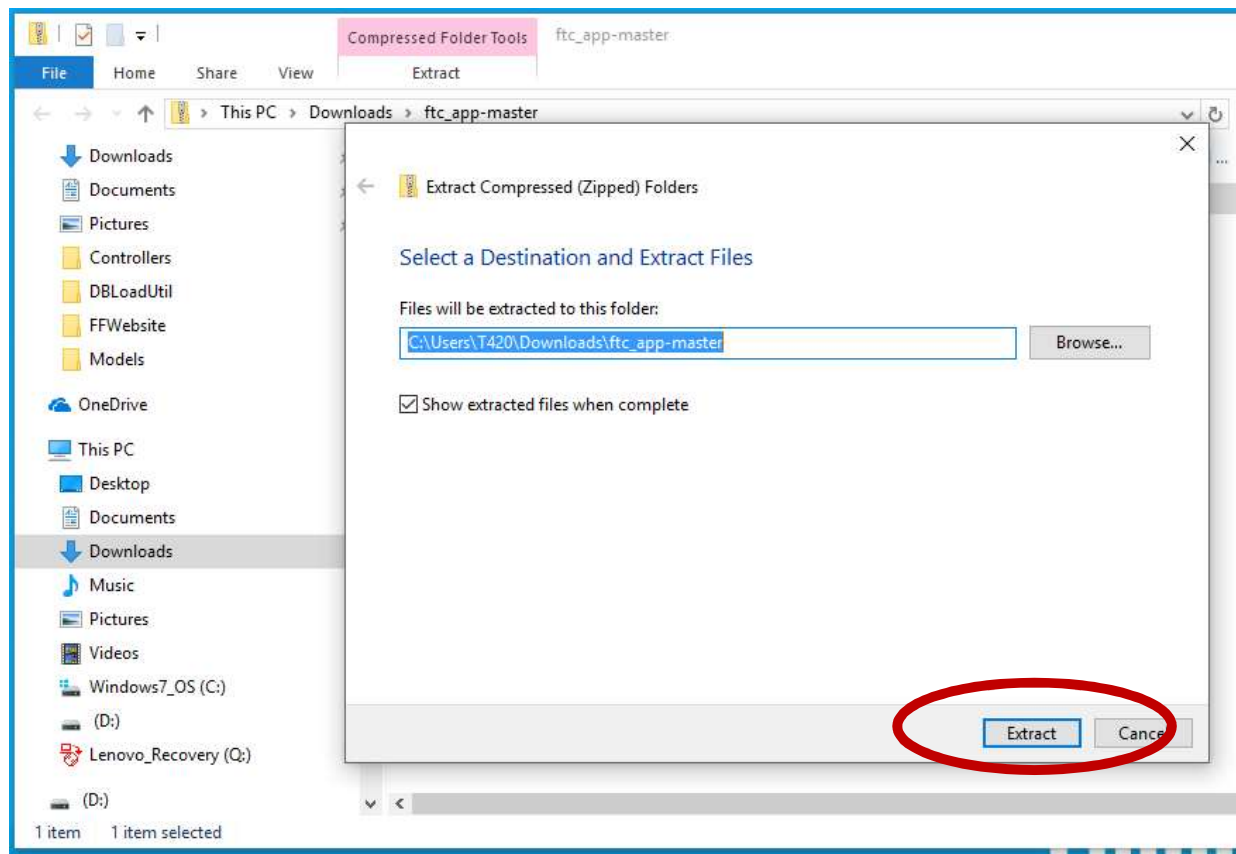 Compressed Folder Tools ftc_app-master
File Home Share View Extract
This PC > Downloads > ftc_app-master
Downloads
Documents
Pictures
Controllers
DBLoadUtil
FFWebsite
Models
OneDrive
This PC
Desktop
Documents
Downloads
Music
Pictures
Videos
Windows7_OS (C:)
(D:)
Lenovo_Recovery (Q:)
(D:)
1 item 1 item selected
Extract Compressed (Zipped) Folders
Select a Destination and Extract Files
Files will be extracted to this folder:
C:\Users\T420\Downloads\ftc_app-master Browse...
Show extracted files when complete
Extract Cancel
...